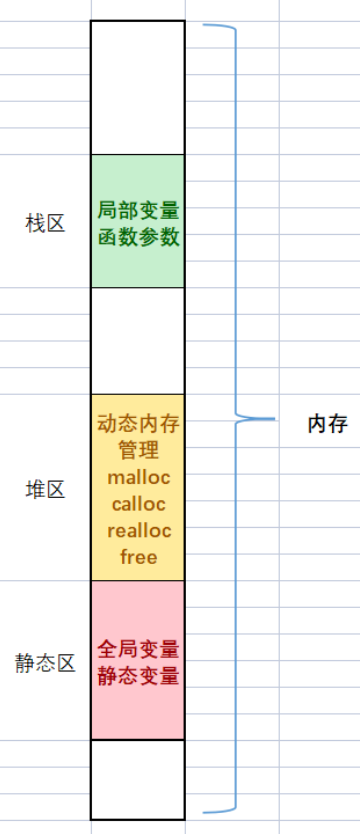 栈区
局部变量
函数参数
内存
堆区
动态内存
管理
malloc
calloc
realloc
free
静态区
全局变量
静态变量